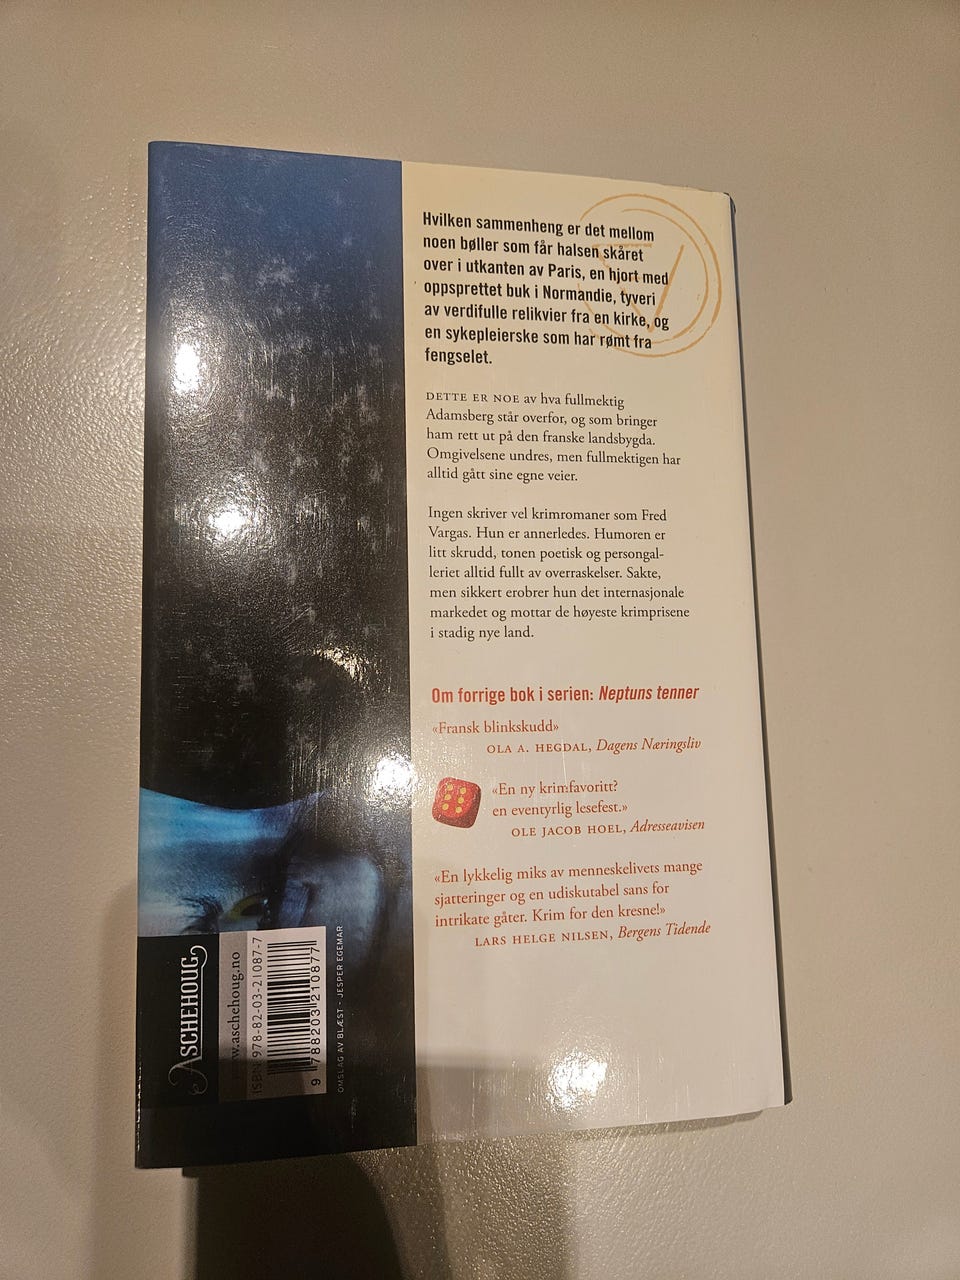 Hvilken sammenheng er det mellom
noen bøller som får halsen skåret
over i utkanten av Paris, en hjort med
oppsprettet buk i Normandie, tyveri
av verdifulle relikvier fra en kirke, og
en sykepleierske som har rømt fra
fengselet.
DETTE ER NOE av hva fullmektig
Adamsberg står overfor, og som bringer
ham rett ut på den franske landsbygda.
Omgivelsene undres, men fullmektigen har
alltid gått sine egne veier.
Ingen skriver vel krimromaner som Fred
Vargas. Hun er annerledes. Humoren er
litt skrudd, tonen poetisk og persongal-
leriet alltid fullt av overraskelser. Sakte,
men sikkert erobrer hun det internasjonale
markedet og mottar de høyeste krimprisene
i stadig nye land.
Om forrige bok i serien: Neptuns tenner
«Fransk blinkskudd»
OLA A. HEGDAL, Dagens Næringsliv
«En ny krimfavoritt?
en eventyrlig lesefest.»
OLE JACOB HOEL, Adresseavisen
«En lykkelig miks av menneskelivets mange
sjatteringer og en udiskutabel sans for
intrikate gåter. Krim for den kresne!»
LARS HELGE NILSEN, Bergens Tidende
ASCHEHOUG
www.aschehoug.no
ISBN: 978-82-03-21087-7
9 788203 210877
OMSLAG AV BLÆST - JESPER EGEMAR